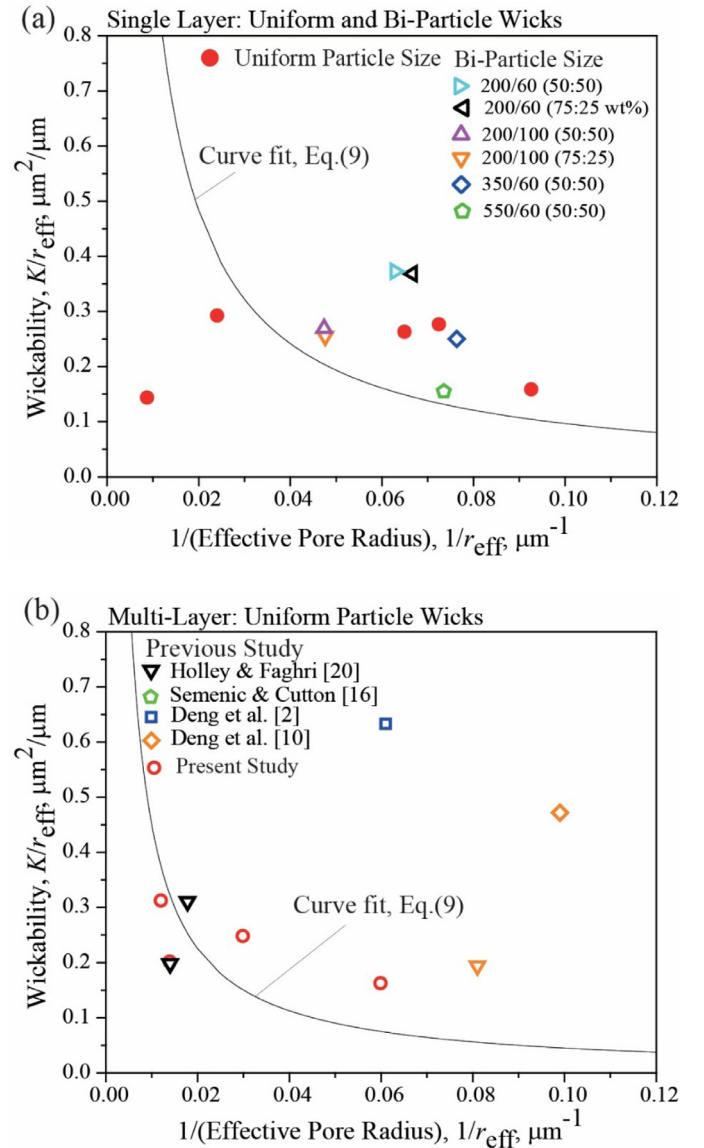 (a) Single Layer: Uniform and Bi-Particle Wicks
0.8
0.7
0.6
0.5
0.4
0.3
0.2
0.1
0.0
Wickability, K/r_eff, μm²/μm
Uniform Particle Size
Bi-Particle Size
200/60 (50:50)
200/60 (75:25 wt%)
200/100 (50:50)
200/100 (75:25)
350/60 (50:50)
550/60 (50:50)
Curve fit, Eq.(9)
0.00 0.02 0.04 0.06 0.08 0.10 0.12
1/(Effective Pore Radius), 1/r_eff, μm⁻¹
(b) Multi-Layer: Uniform Particle Wicks
0.8
0.7
0.6
0.5
0.4
0.3
0.2
0.1
0.0
Wickability, K/r_eff, μm²/μm
Previous Study
Holley & Faghri [20]
Semenic & Cutton [16]
Deng et al. [2]
Deng et al. [10]
Present Study
Curve fit, Eq.(9)
0.00 0.02 0.04 0.06 0.08 0.10 0.12
1/(Effective Pore Radius), 1/r_eff, μm⁻¹